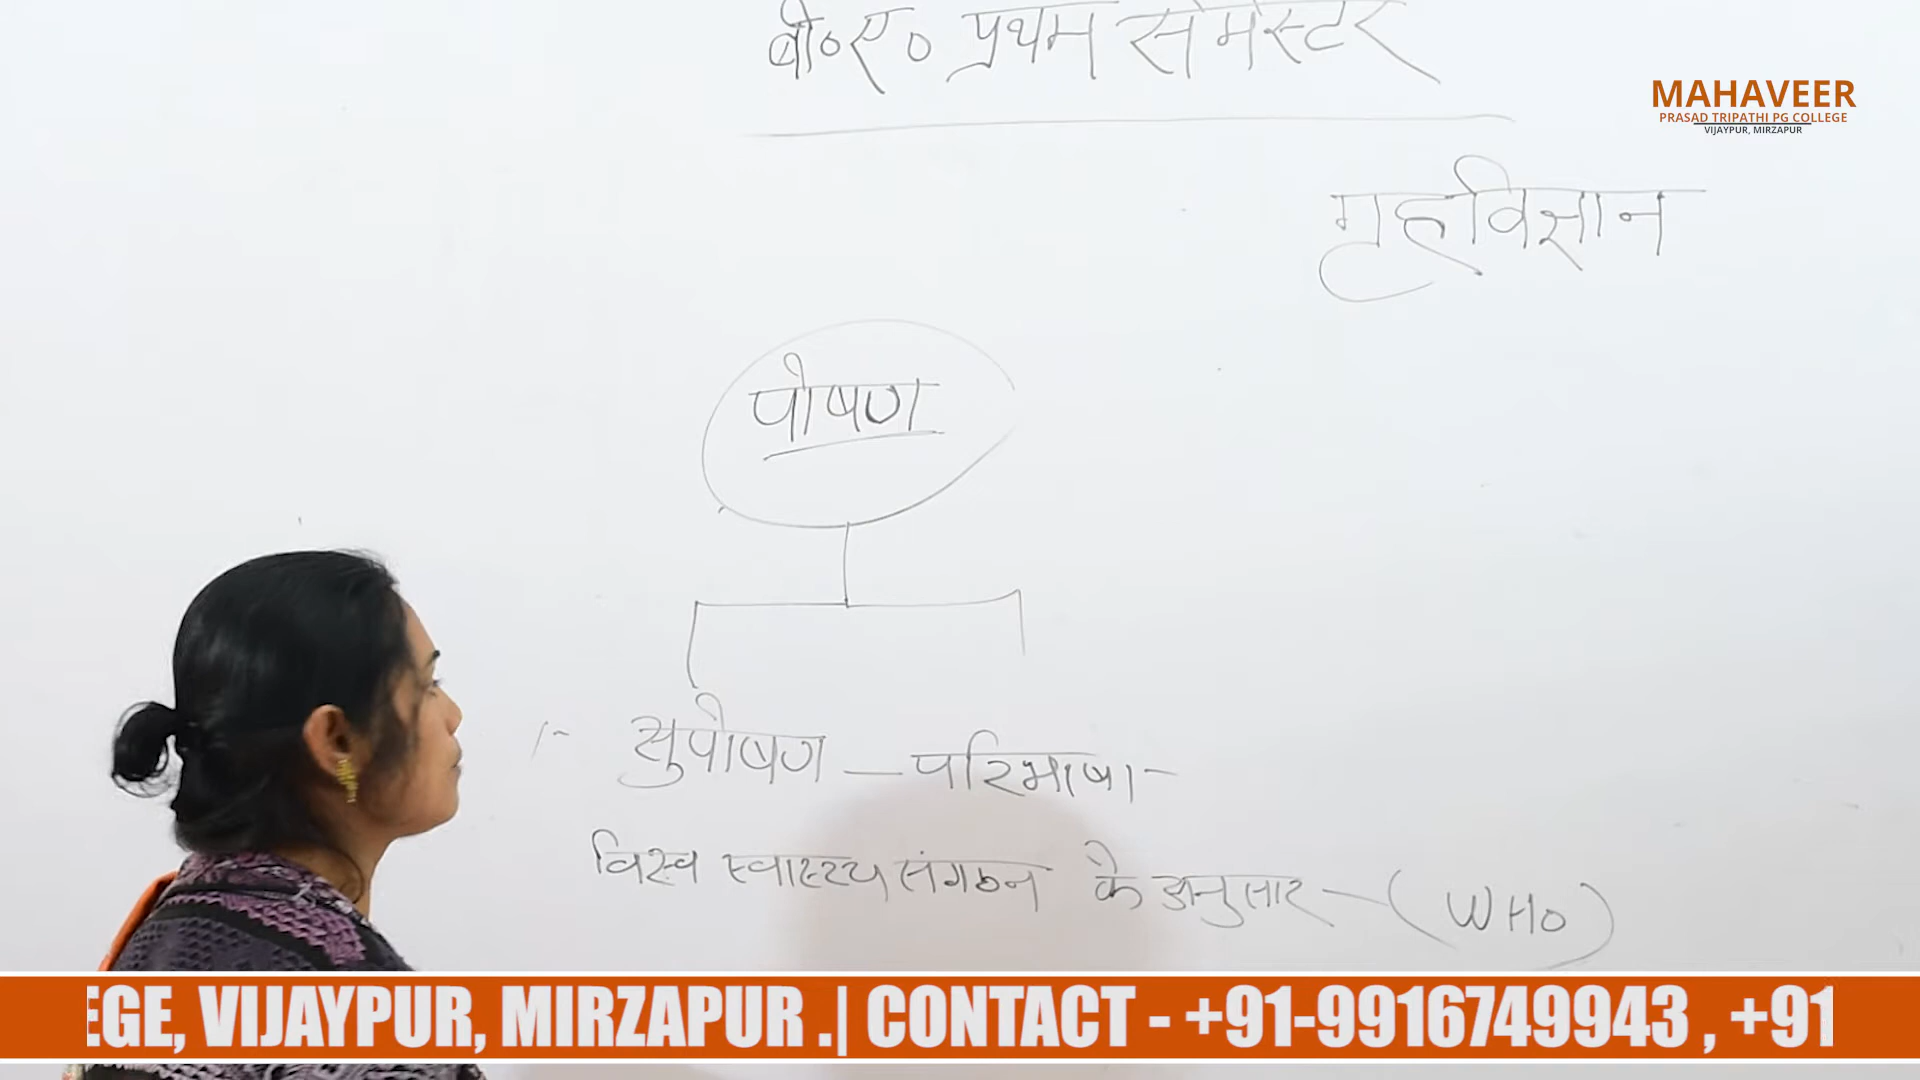 बी०ए० प्रथम सेमेस्टर
MAHAVEER
PRASAD TRIPATHI PG COLLEGE
VIJAYPUR, MIRZAPUR
गृहविज्ञान
पोषण
1- सुपोषण — परिभाषा -
विश्व स्वास्थ्य संगठन के अनुसार — (WHO)
EGE, VIJAYPUR, MIRZAPUR .| CONTACT - +91-9916749943 , +91